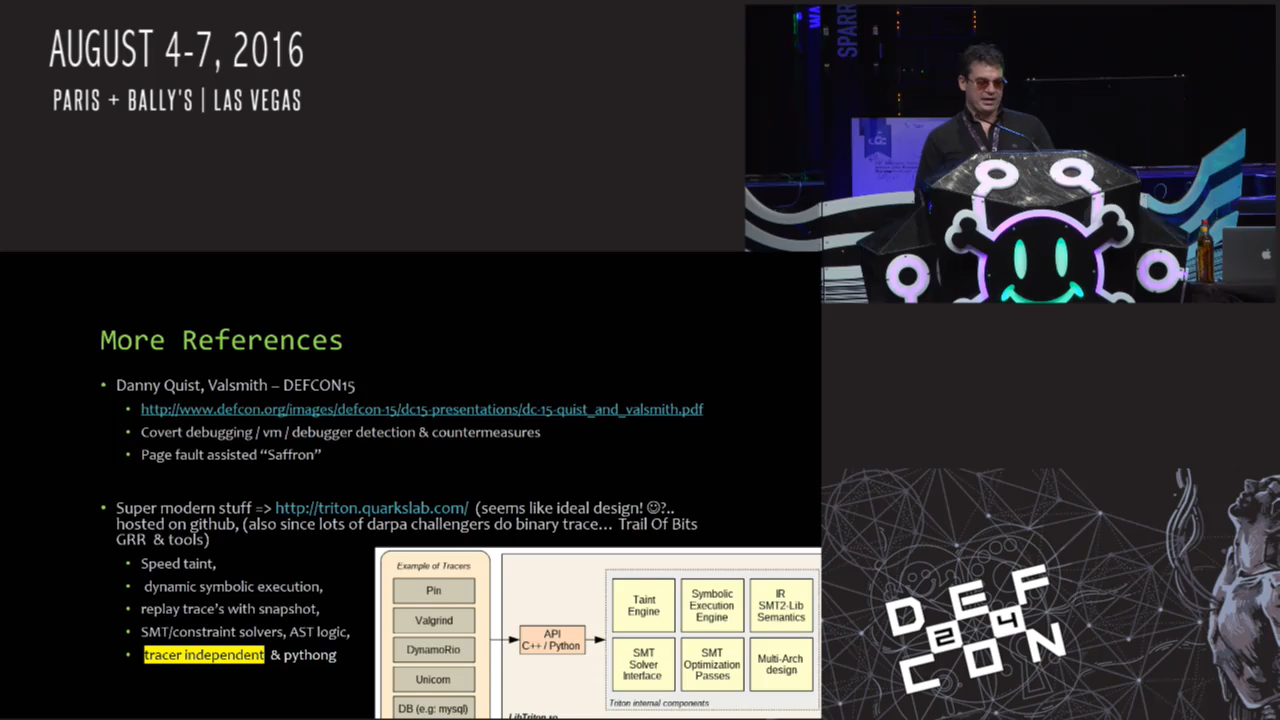 AUGUST 4-7, 2016
PARIS + BALLY'S | LAS VEGAS
SPARR
More References
• Danny Quist, Valsmith – DEFCON15
• http://www.defcon.org/images/defcon-15/dc15-presentations/dc-15-quist_and_valsmith.pdf
• Covert debugging / vm / debugger detection & countermeasures
• Page fault assisted “Saffron”
• Super modern stuff => http://triton.quarkslab.com/ (seems like ideal design! ☺?..
hosted on github, (also since lots of darpa challengers do binary trace... Trail Of Bits
GRR & tools)
• Speed taint,
• dynamic symbolic execution,
• replay trace's with snapshot,
• SMT/constraint solvers, AST logic,
• tracer independent & pythong
Example of Tracers
Pin
Valgrind
DynamoRio
Unicorn
DB (e.g: mysql)
API
C++ / Python
Taint
Engine
Symbolic
Execution
Engine
IR
SMT2-Lib
Semantics
SMT
Solver
Interface
SMT
Optimization
Passes
Multi-Arch
design
Triton internal components
LibTriton.so
DEF
24
CON